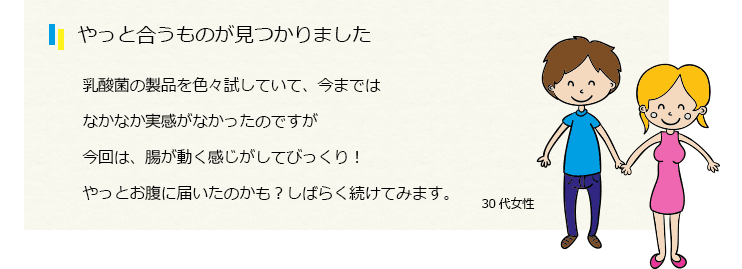 やっと合うものが見つかりました
乳酸菌の製品を色々試していて、今までは
なかなか実感がなかったのですが
今回は、腸が動く感じがしてびっくり！
やっとお腹に届いたのかも？しばらく続けてみます。
30代女性